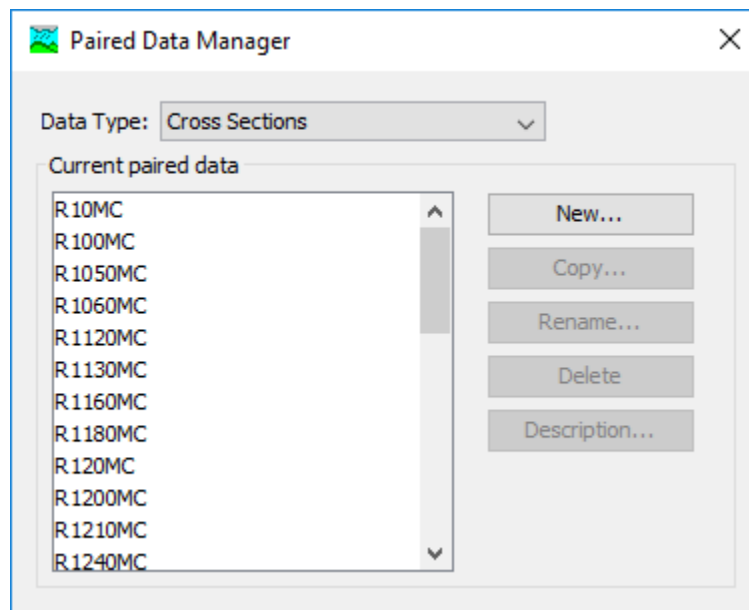 Paired Data Manager
Data Type: Cross Sections
Current paired data
R10MC
R100MC
R1050MC
R1060MC
R1120MC
R1130MC
R1160MC
R1180MC
R120MC
R1200MC
R1210MC
R1240MC
New...
Copy...
Rename...
Delete
Description...